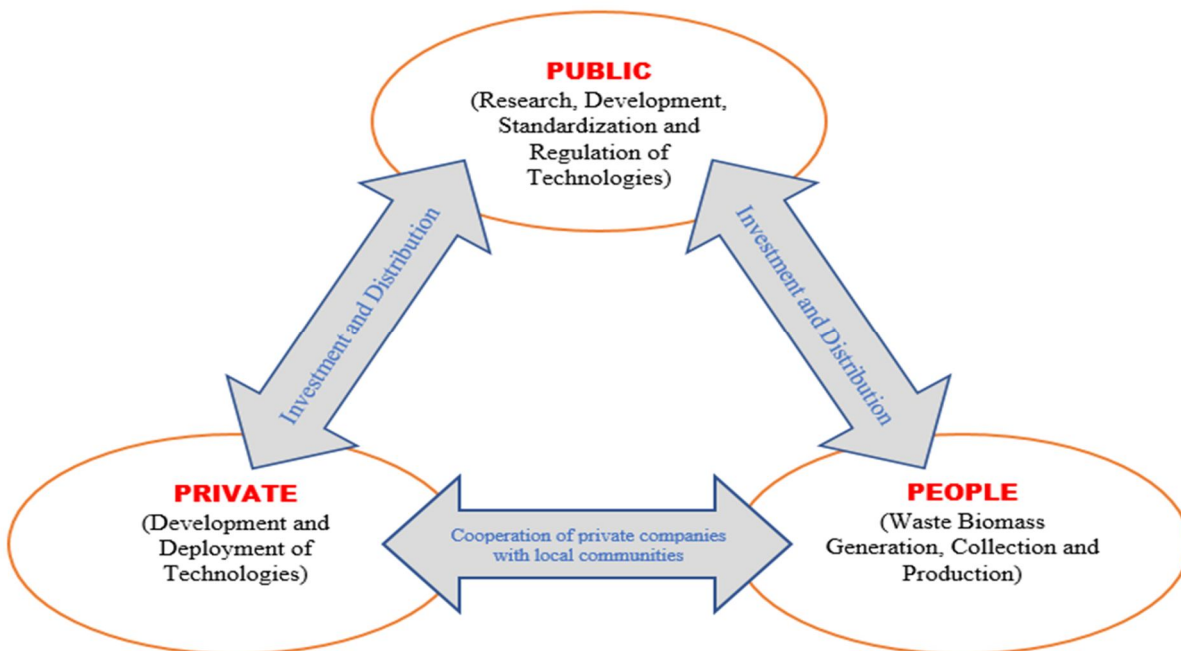 PUBLIC
(Research, Development,
Standardization and
Regulation of
Technologies)
Investment and Distribution
Investment and Distribution
PRIVATE
(Development and
Deployment of
Technologies)
Cooperation of private companies
with local communities
PEOPLE
(Waste Biomass
Generation, Collection and
Production)